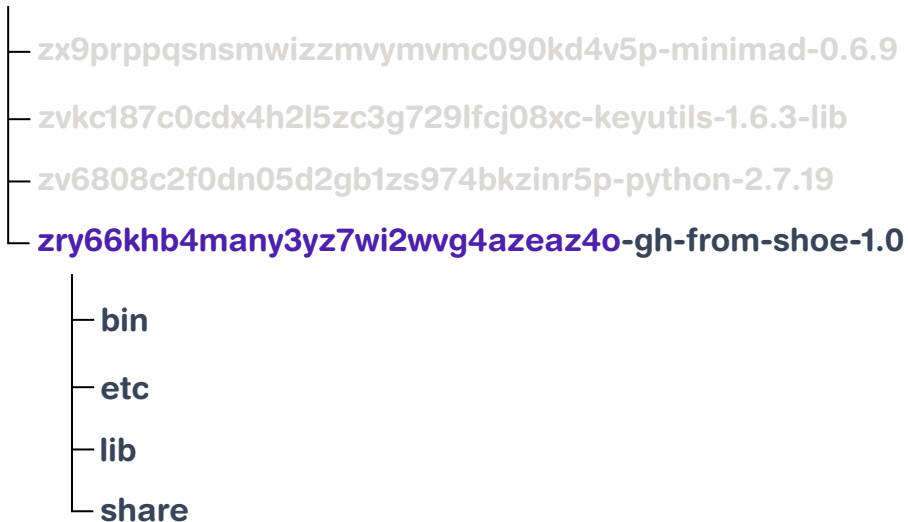 zx9prppqsnsmwizzmvymvmc090kd4v5p-minimad-0.6.9
zvkc187c0cdx4h2l5zc3g729lfcj08xc-keyutils-1.6.3-lib
zv6808c2f0dn05d2gb1zs974bkzinr5p-python-2.7.19
zry66khb4many3yz7wi2wvg4azeaz4o-gh-from-shoe-1.0
bin
etc
lib
share